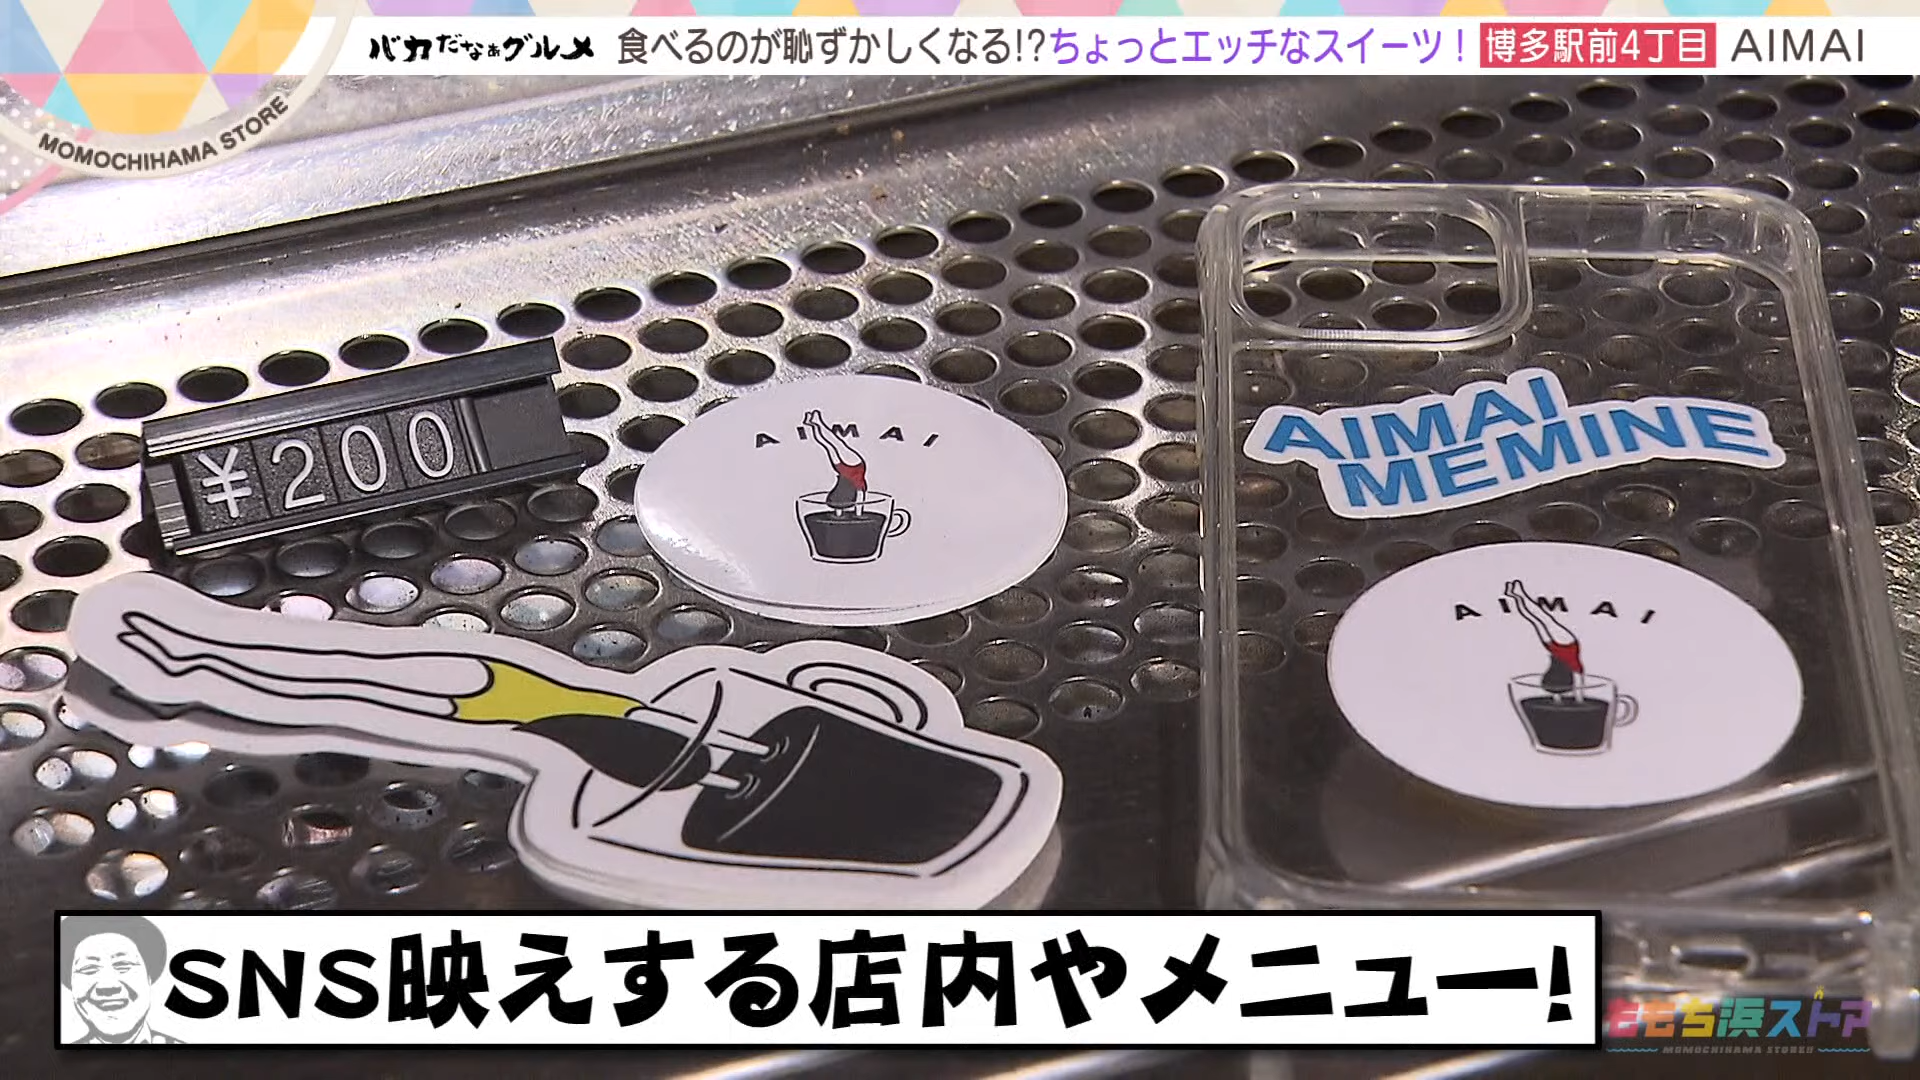 バカだなぁグルメ 食べるのが恥ずかしくなる!?ちょっとエッチなスイーツ! 博多駅前4丁目 AIMAI
MOMOCHIHAMA STORE
¥200
AIMAI
AIMAI
MEMINE
AIMAI
SNS映えする店内やメニュー!
ももち浜ストア
MOMOCHIHAMA STORE